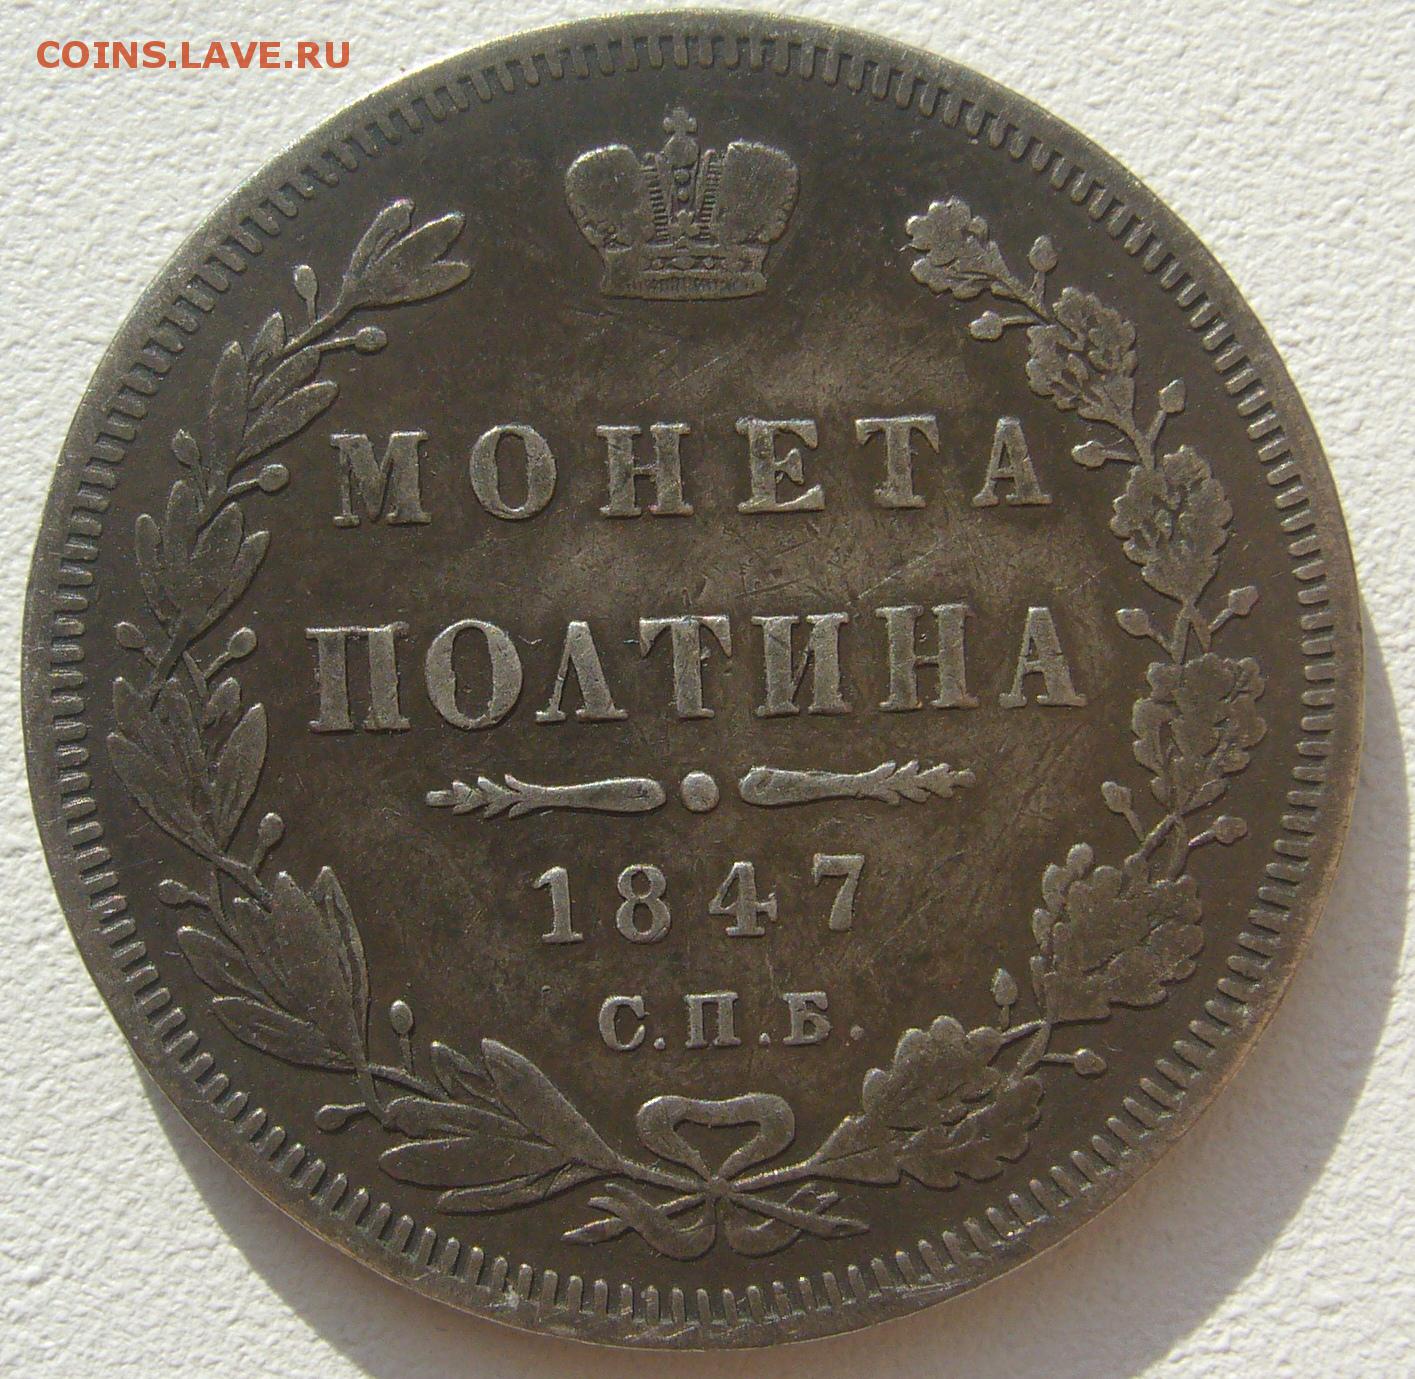 COINS.LAVE.RU
МОНЕТА
ПОЛТИНА
1847
С.П.Б.